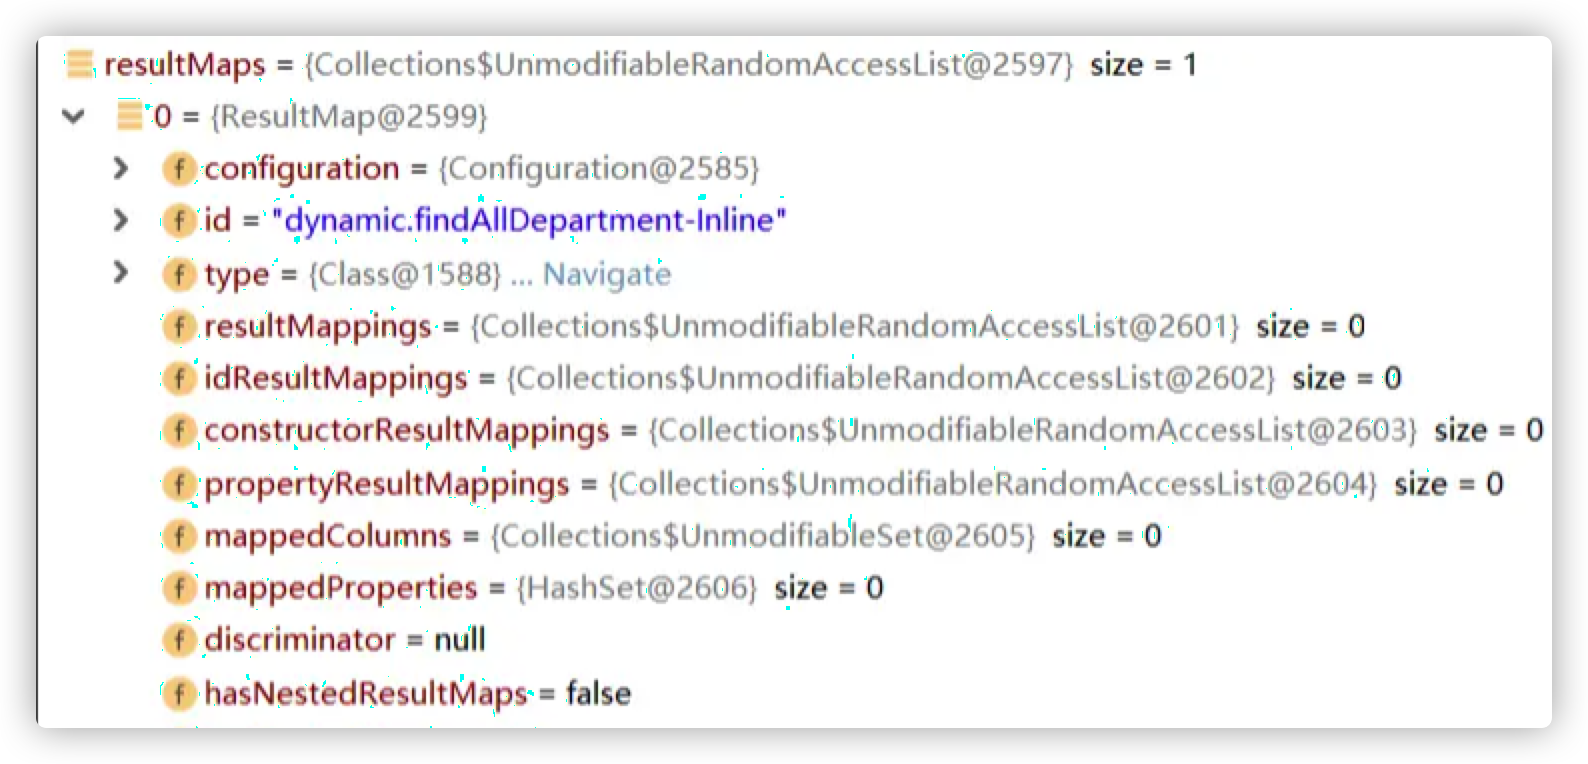 resultMaps = {Collections$UnmodifiableRandomAccessList@2597} size = 1
0 = {ResultMap@2599}
f configuration = {Configuration@2585}
f id = "dynamic.findAllDepartment-Inline"
f type = {Class@1588} ... Navigate
f resultMappings = {Collections$UnmodifiableRandomAccessList@2601} size = 0
f idResultMappings = {Collections$UnmodifiableRandomAccessList@2602} size = 0
f constructorResultMappings = {Collections$UnmodifiableRandomAccessList@2603} size = 0
f propertyResultMappings = {Collections$UnmodifiableRandomAccessList@2604} size = 0
f mappedColumns = {Collections$UnmodifiableSet@2605} size = 0
f mappedProperties = {HashSet@2606} size = 0
f discriminator = null
f hasNestedResultMaps = false